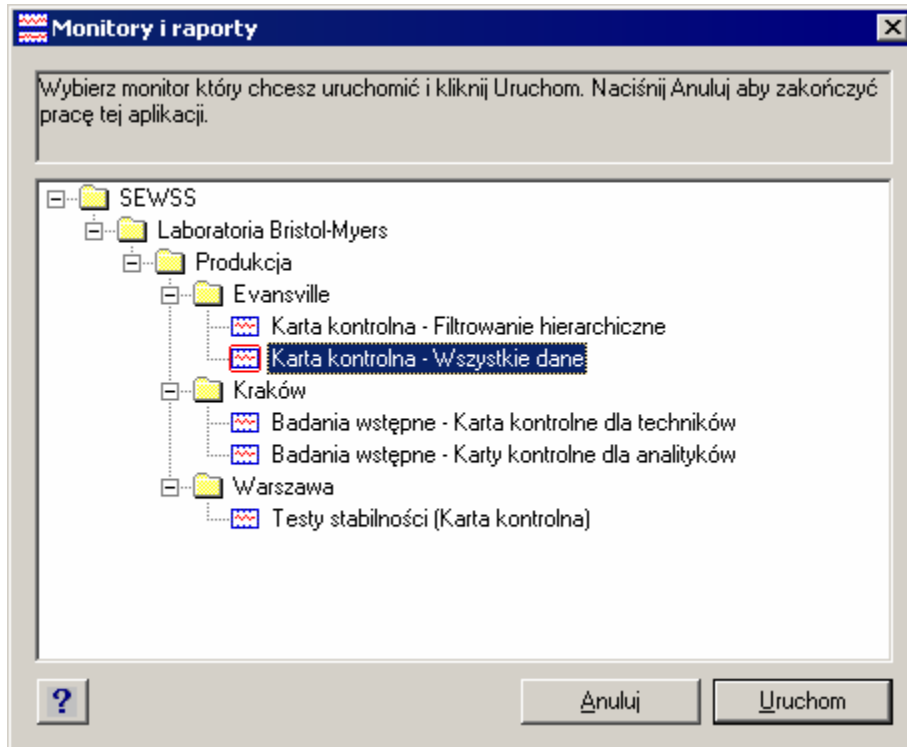 Monitory i raporty
Wybierz monitor który chcesz uruchomić i kliknij Uruchom. Naciśnij Anuluj aby zakończyć
pracę tej aplikacji.
SEWSS
Laboratoria Bristol-Myers
Produkcja
Evansville
Karta kontrolna - Filtrowanie hierarchiczne
Karta kontrolna - Wszystkie dane
Kraków
Badania wstępne - Karta kontrolne dla techników
Badania wstępne - Karty kontrolne dla analityków
Warszawa
Testy stabilności (Karta kontrolna)
? Anuluj Uruchom